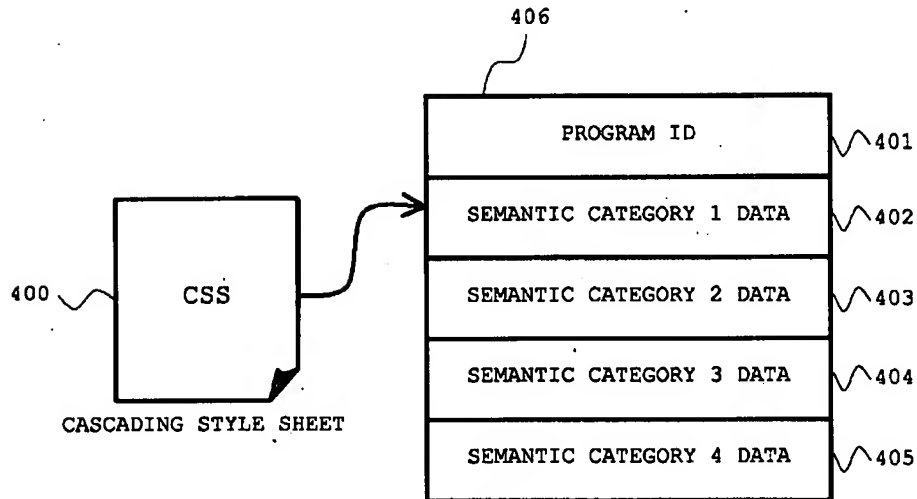 406
PROGRAM ID
401
SEMANTIC CATEGORY 1 DATA
402
400
CSS
SEMANTIC CATEGORY 2 DATA
403
SEMANTIC CATEGORY 3 DATA
404
CASCADING STYLE SHEET
SEMANTIC CATEGORY 4 DATA
405